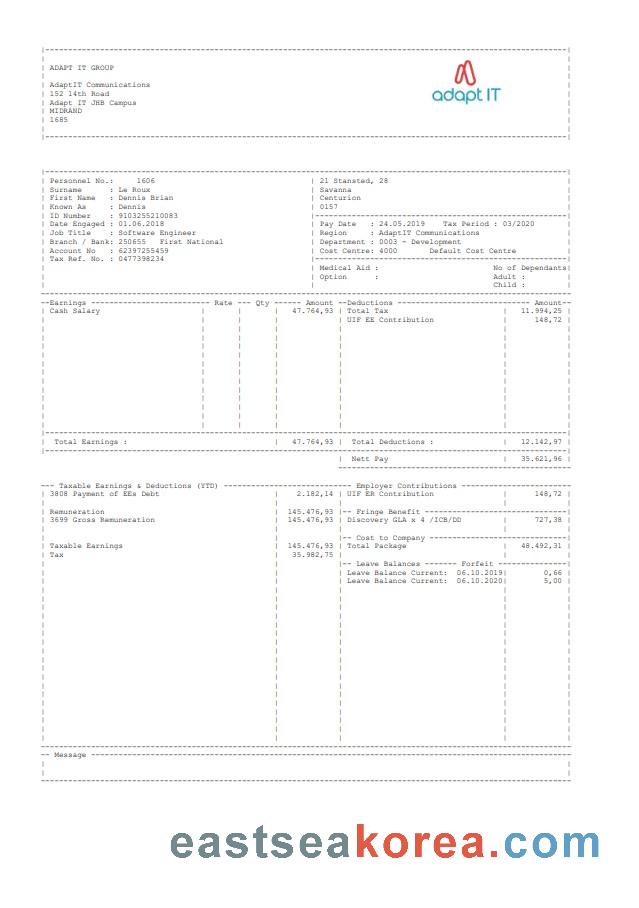 ADAPT IT GROUP
adapt IT
AdaptIT Communications
152 14th Road
Adapt IT JHB Campus
MIDRAND
1685
Personnel No.: 1606
Surname : Le Roux
First Name : Dennis Brian
Known As : Dennis
ID Number : 9103255210083
Date Engaged : 01.06.2018
Job Title : Software Engineer
Branch / Bank: 250655 First National
Account No : 62397255459
Tax Ref. No. : 0477398234
21 Stansted, 28
Savanna
Centurion
0157
Pay Date : 24.05.2019 Tax Period : 03/2020
Region : AdaptIT Communications
Department : 0003 - Development
Cost Centre: 4000 Default Cost Centre
Medical Aid : No of Dependants
Option : Adult :
Child :
Earnings Rate Qty Amount Deductions Amount
Cash Salary 47.764,93 Total Tax 11.994,25
UIF EE Contribution 148,72
Total Earnings : 47.764,93 Total Deductions : 12.142,97
Nett Pay 35.621,96
Taxable Earnings & Deductions (YTD) Employer Contributions
3808 Payment of EEs Debt 2.182,14 UIF ER Contribution 148,72
Remuneration 145.476,93 Fringe Benefit
3699 Gross Remuneration 145.476,93 Discovery GLA x 4 /ICB/DD 727,38
Cost to Company
Taxable Earnings 145.476,93 Total Package 48.492,31
Tax 35.982,75
Leave Balances Forfeit
Leave Balance Current: 06.10.2019 0,66
Leave Balance Current: 06.10.2020 5,00
Message
eastseakorea.com